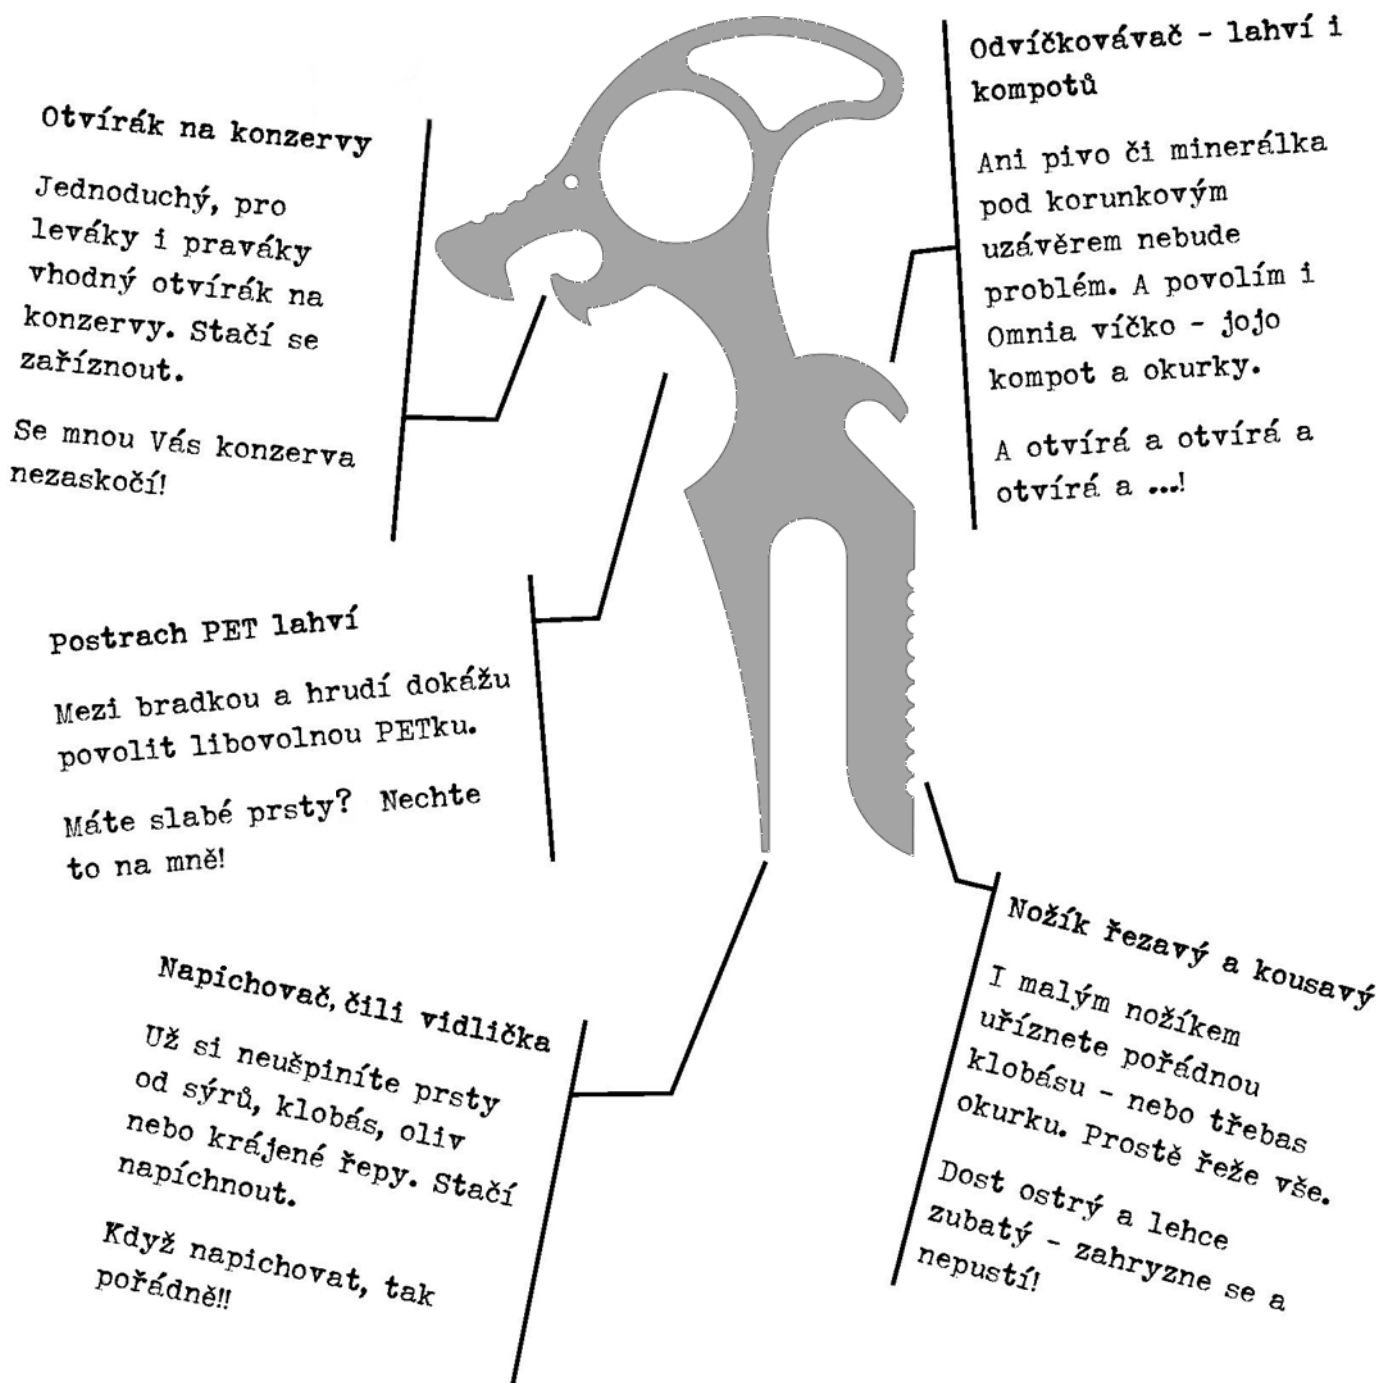 Otvírák na konzervy
Jednoduchý, pro
leváky i praváky
vhodný otvírák na
konzervy. Stačí se
zaříznout.
Se mnou Vás konzerva
nezaskočí!
Odvíčkovávač - lahví i
kompotů
Ani pivo či minerálka
pod korunkovým
uzávěrem nebude
problém. A povolím i
Omnia víčko - jojo
kompot a okurky.
A otvírá a otvírá a
otvírá a ...!
Postrach PET lahví
Mezi bradkou a hrudí dokážu
povolit libovolnou PETku.
Máte slabé prsty? Nechte
to na mně!
Napichovač, čili vidlička
Už si neušpiníte prsty
od sýrů, klobás, oliv
nebo krájené řepy. Stačí
napíchnout.
Když napichovat, tak
pořádně!!
Nožík řezavý a kousavý
I malým nožíkem
uříznete pořádnou
klobásu - nebo třebas
okurku. Prostě řeže vše.
Dost ostrý a lehce
zubatý - zahryzne se a
nepustí!